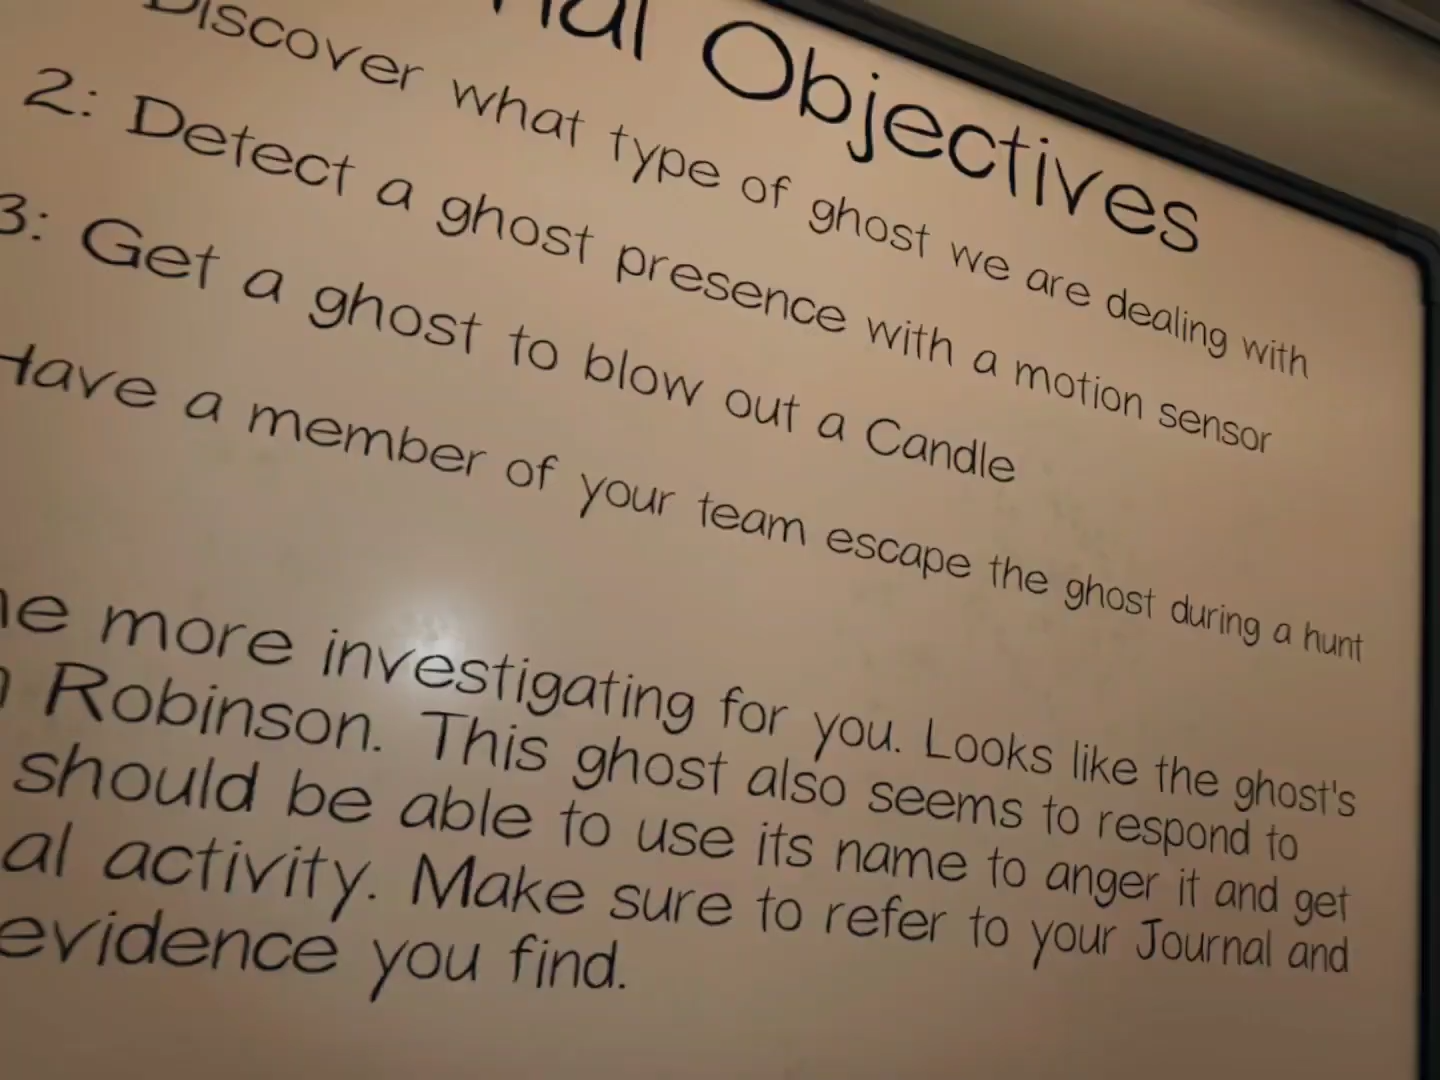 Objectives
Discover what type of ghost we are dealing with
2: Detect a ghost presence with a motion sensor
3: Get a ghost to blow out a Candle
Have a member of your team escape the ghost during a hunt
more investigating for you. Looks like the ghost's
Robinson. This ghost also seems to respond to
should be able to use its name to anger it and get
activity. Make sure to refer to your Journal and
evidence you find.